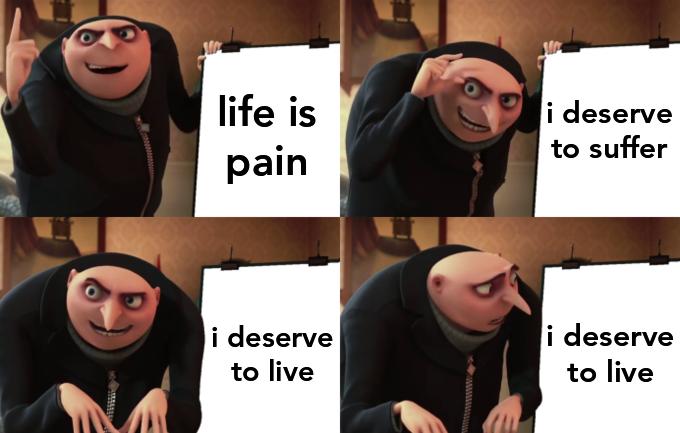 life is
pain
i deserve
to suffer
i deserve
to live
i deserve
to live